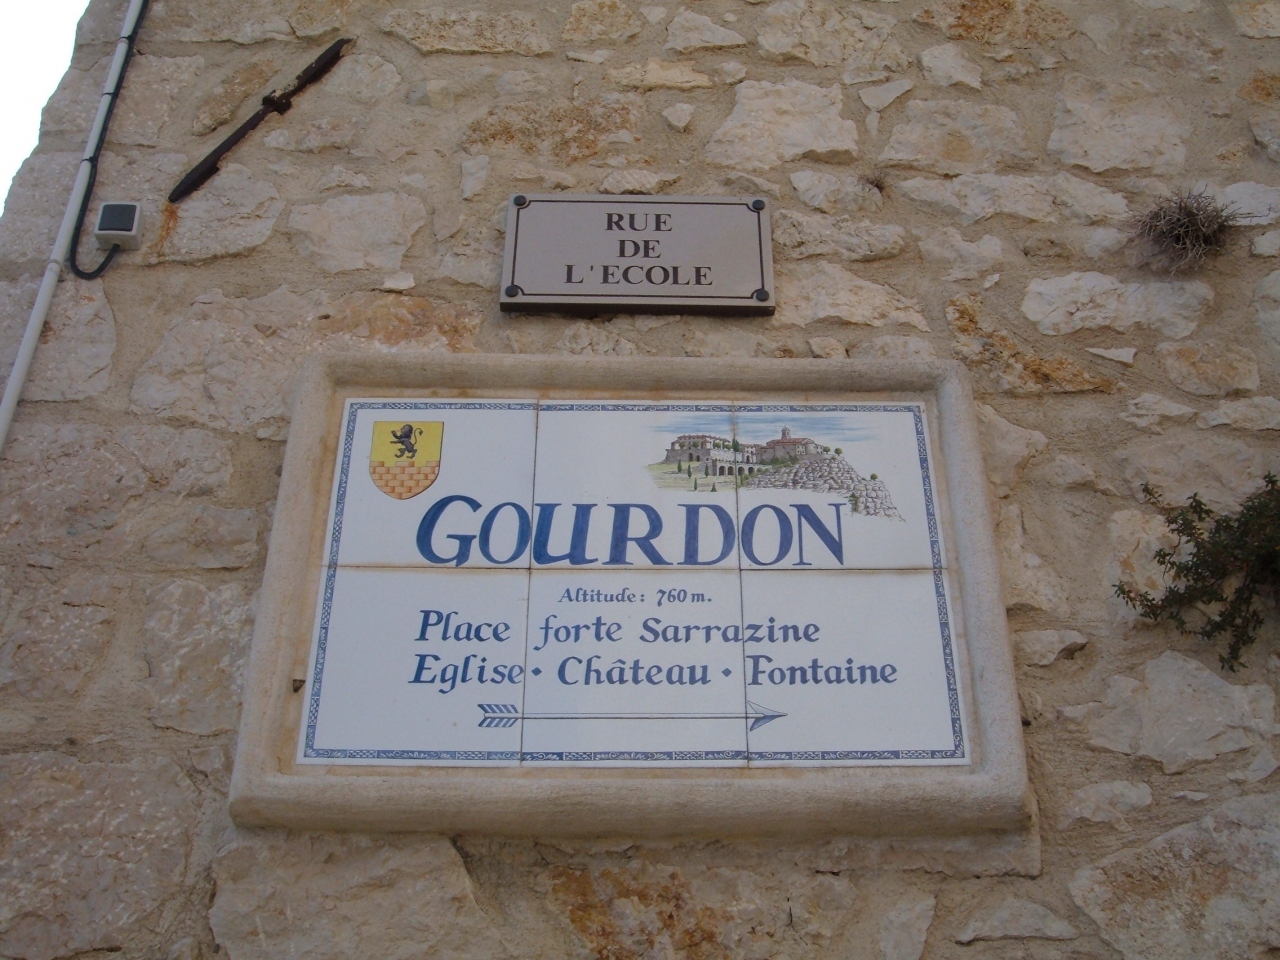 RUE
DE
L'ECOLE
GOURDON
Altitude: 760 m.
Place forte Sarrazine
Eglise • Château • Fontaine